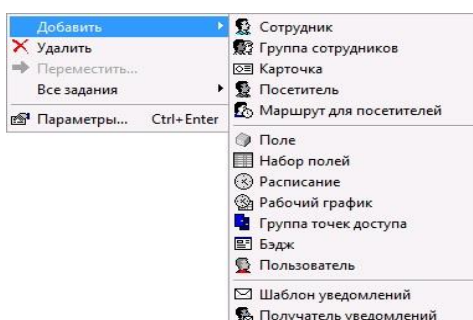 Добавить
Удалить
Переместить...
Все задания
Параметры... Ctrl+Enter
Сотрудник
Группа сотрудников
Карточка
Посетитель
Маршрут для посетителей
Поле
Набор полей
Расписание
Рабочий график
Группа точек доступа
Бэдж
Пользователь
Шаблон уведомлений
Получатель уведомлений